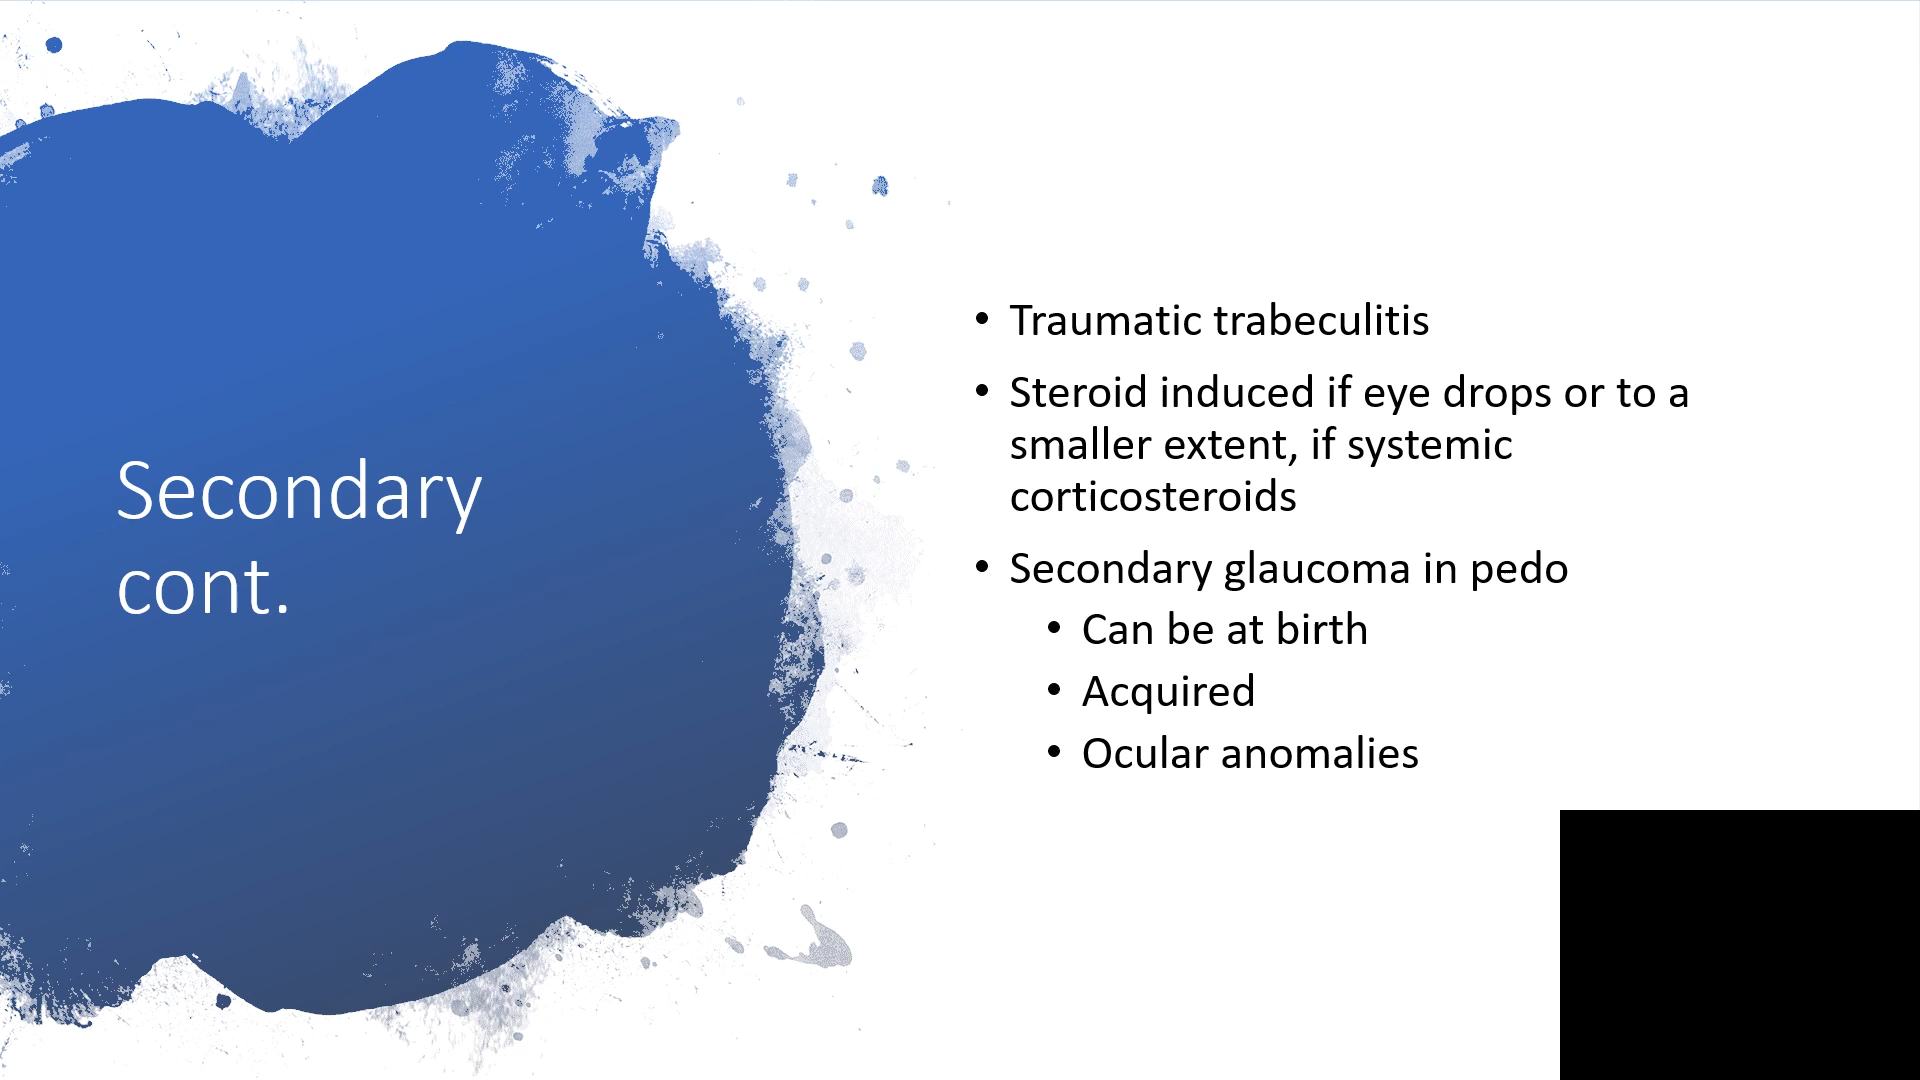 Secondary
cont.
• Traumatic trabeculitis
• Steroid induced if eye drops or to a
smaller extent, if systemic
corticosteroids
• Secondary glaucoma in pedo
• Can be at birth
• Acquired
• Ocular anomalies